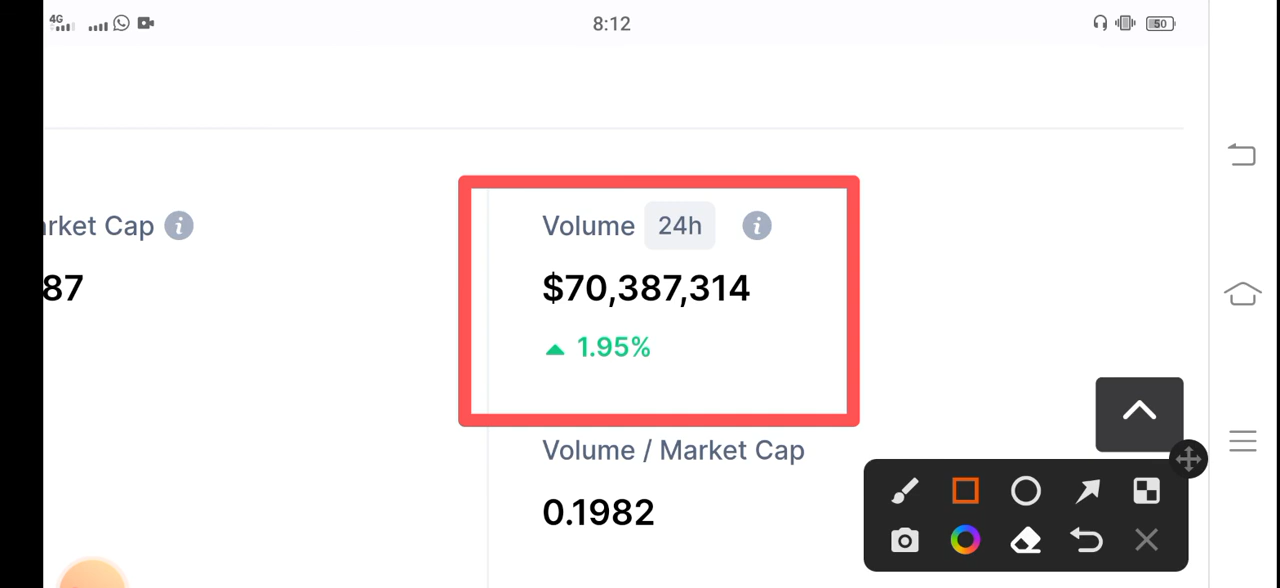 4G 8:12 50
rket Cap
87
Volume 24h
$70,387,314
1.95%
Volume / Market Cap
0.1982